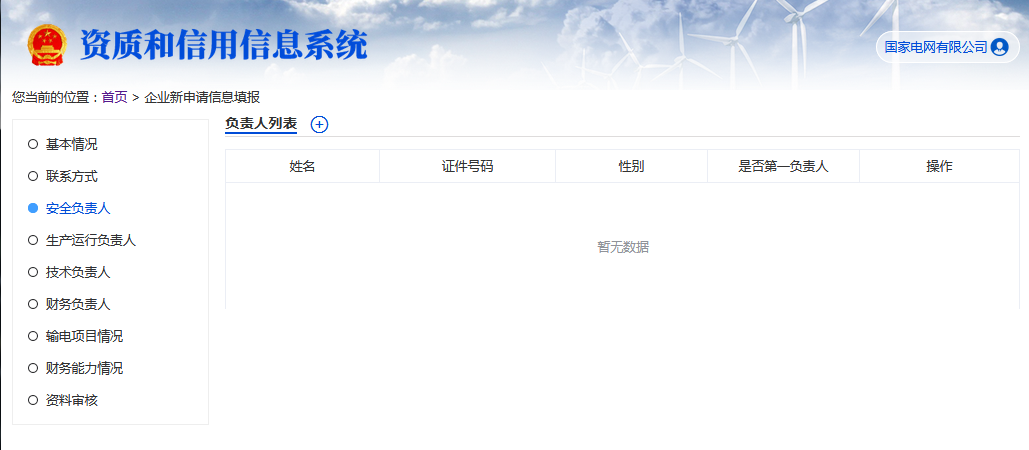 资质和信用信息系统
国家电网有限公司
您当前的位置：首页 > 企业新申请信息填报
基本情况
联系方式
安全负责人
生产运行负责人
技术负责人
财务负责人
输电项目情况
财务能力情况
资料审核
负责人列表
姓名 证件号码 性别 是否第一负责人 操作
暂无数据